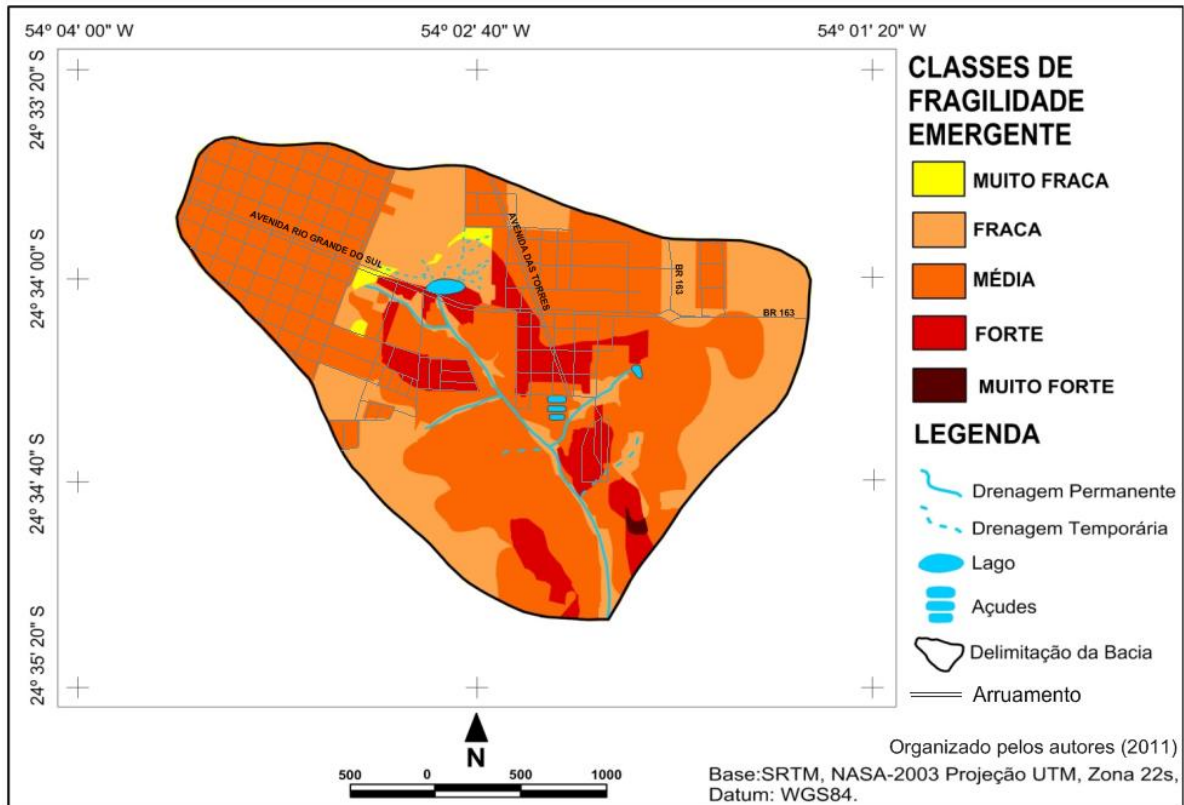 54º 04' 00" W
54º 02' 40" W
54º 01' 20" W
24º 33' 20" S
24º 34' 00" S
24º 34' 40" S
24º 35' 20" S
AVENIDA RIO GRANDE DO SUL
AVENIDA DAS TORRES
BR 163
BR 163
CLASSES DE
FRAGILIDADE
EMERGENTE
MUITO FRACA
FRACA
MÉDIA
FORTE
MUITO FORTE
LEGENDA
Drenagem Permanente
Drenagem Temporária
Lago
Açudes
Delimitação da Bacia
Arruamento
N
500 0 500 1000
Organizado pelos autores (2011)
Base:SRTM, NASA-2003 Projeção UTM, Zona 22s,
Datum: WGS84.